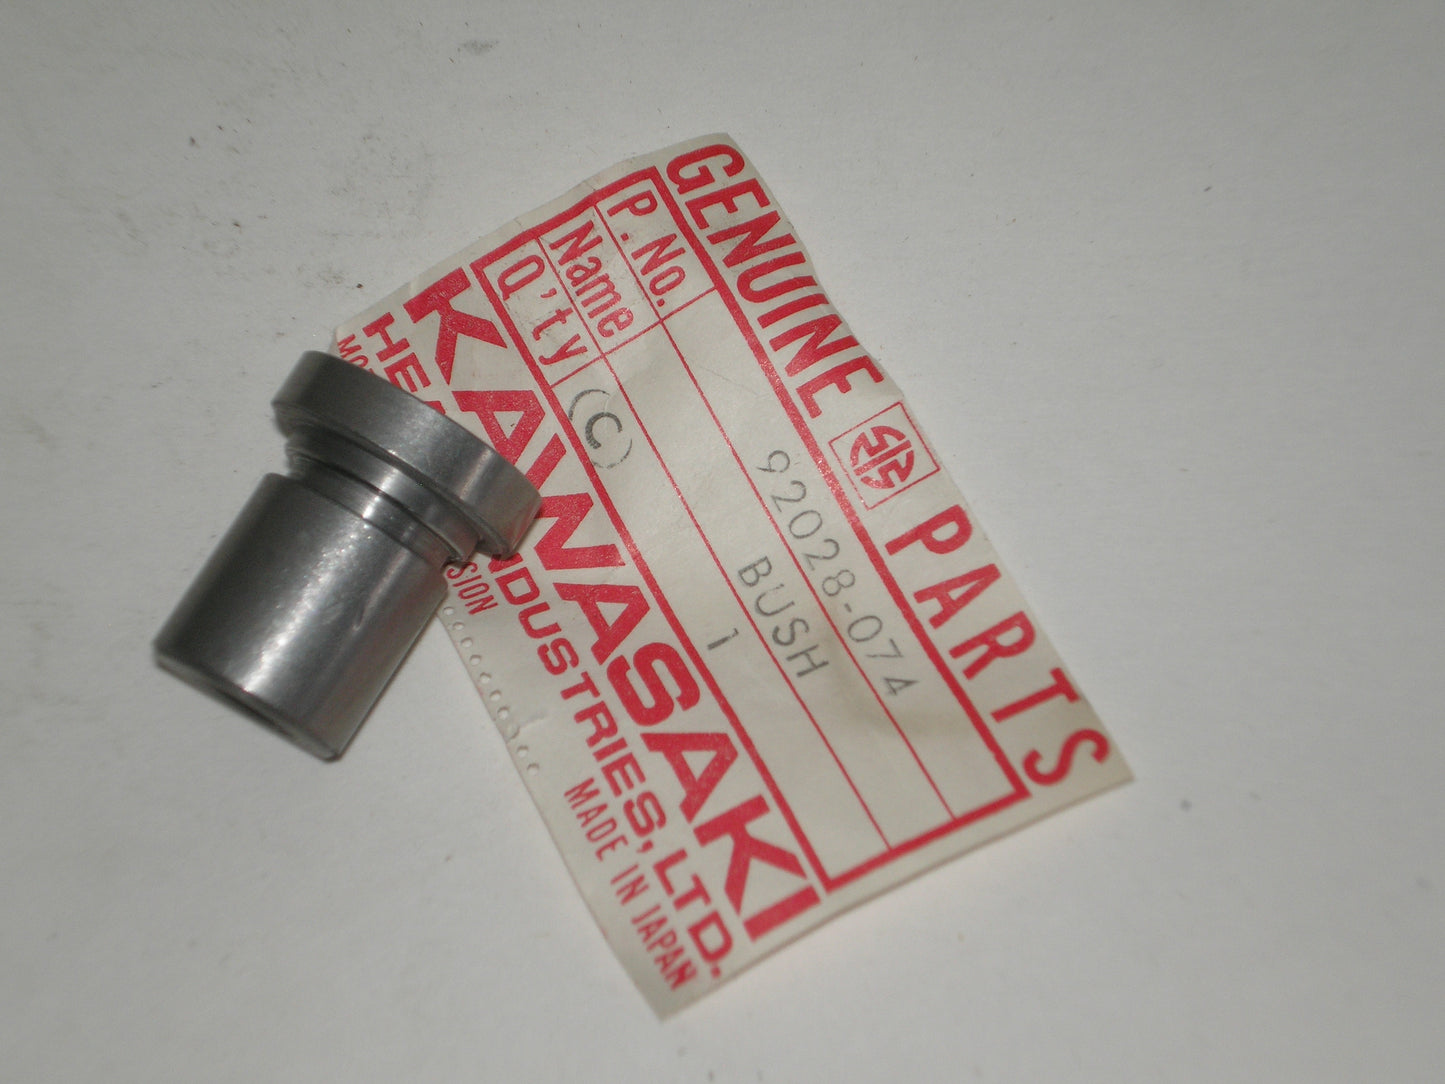 GENUINE PARTS
P. No. 92028-074
Name BUSH
Q'ty (C) 1
KAWASAKI
INDUSTRIES, LTD.
MADE IN JAPAN